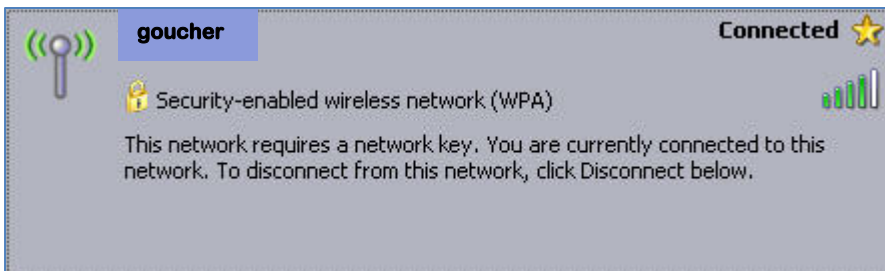 goucher
Connected
Security-enabled wireless network (WPA)
This network requires a network key. You are currently connected to this
network. To disconnect from this network, click Disconnect below.